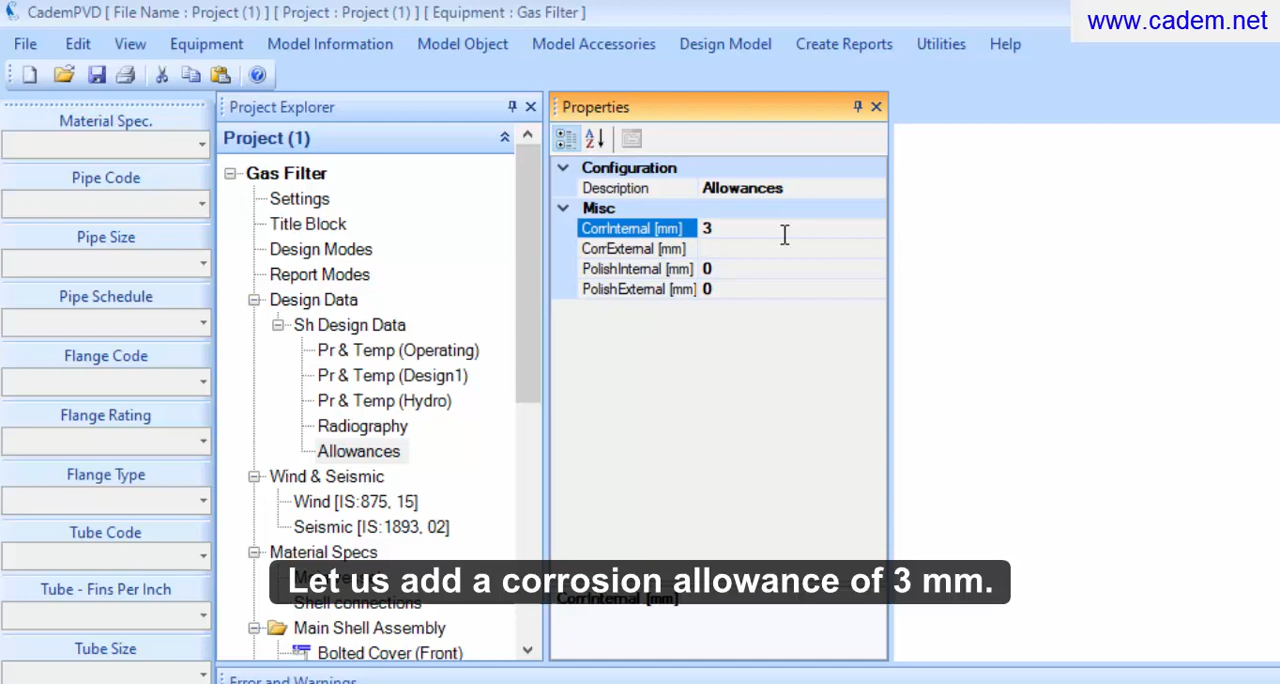 CademPVD [ File Name : Project (1) ] [ Project : Project (1) ] [ Equipment : Gas Filter ]
www.cadem.net
File Edit View Equipment Model Information Model Object Model Accessories Design Model Create Reports Utilities Help
Material Spec.
Pipe Code
Pipe Size
Pipe Schedule
Flange Code
Flange Rating
Flange Type
Tube Code
Tube - Fins Per Inch
Tube Size
Project Explorer
Project (1)
Gas Filter
Settings
Title Block
Design Modes
Report Modes
Design Data
Sh Design Data
Pr & Temp (Operating)
Pr & Temp (Design1)
Pr & Temp (Hydro)
Radiography
Allowances
Wind & Seismic
Wind [IS:875, 15]
Seismic [IS:1893, 02]
Material Specs
Shell connections
Main Shell Assembly
Bolted Cover (Front)
Properties
Configuration
Description Allowances
Misc
CorrInternal [mm] 3
CorrExternal [mm]
PolishInternal [mm] 0
PolishExternal [mm] 0
CorrInternal [mm]
Let us add a corrosion allowance of 3 mm.
Error and Warnings